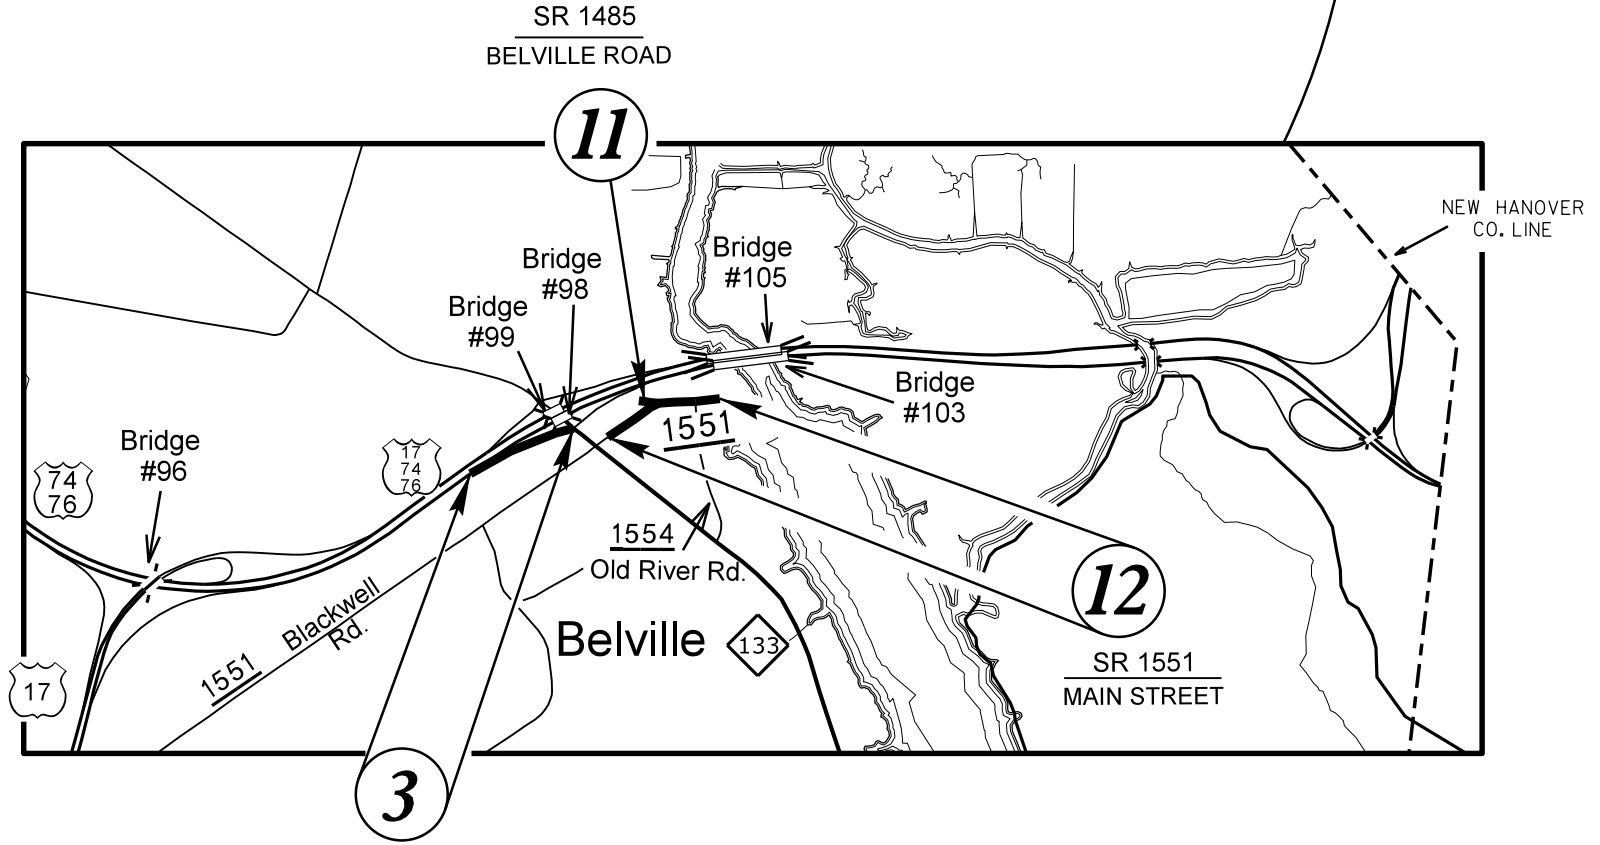 SR 1485
BELVILLE ROAD
11
NEW HANOVER
CO. LINE
Bridge
#105
Bridge
#98
Bridge
#99
Bridge
#103
1551
Bridge
#96
17
74
76
74
76
1554
Old River Rd.
12
Blackwell
Rd.
1551
Belville
133
17
SR 1551
MAIN STREET
3